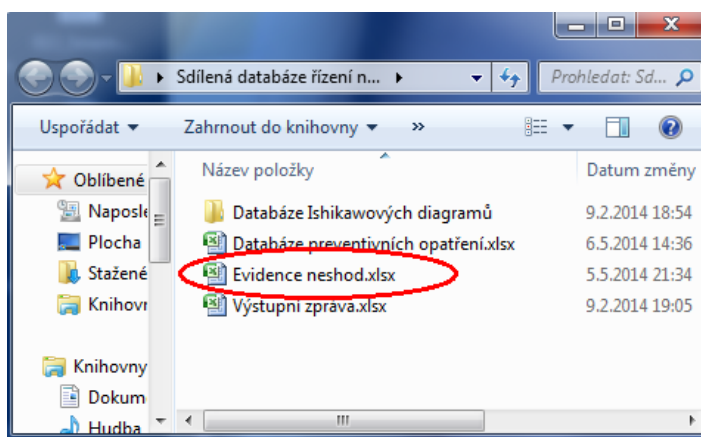 Sdílená databáze řízení n...
Prohledat: Sd...
Uspořádat
Zahrnout do knihovny
»
Název položky
Datum změny
Oblíbené
Naposle
Plocha
Stažené
Knihovn
Knihovny
Dokum
Hudba
Databáze Ishikawových diagramů 9.2.2014 18:54
Databáze preventivních opatření.xlsx 6.5.2014 14:36
Evidence neshod.xlsx 5.5.2014 21:34
Výstupní zpráva.xlsx 9.2.2014 19:05